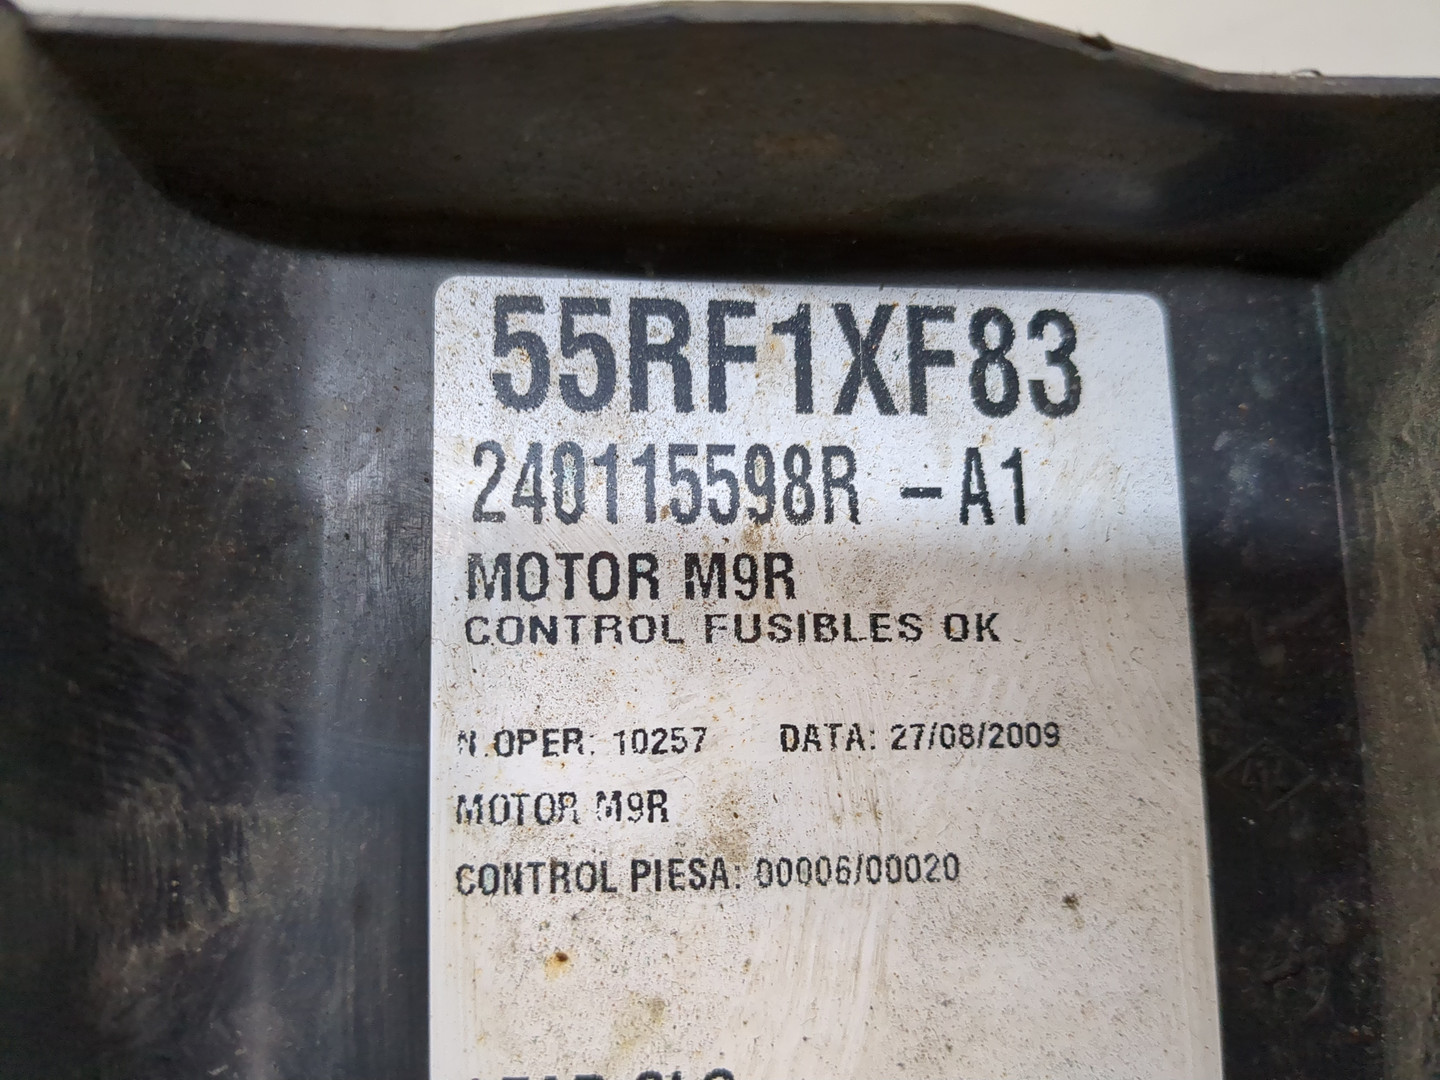 55RF1XF83
240115598R -A1
MOTOR M9R
CONTROL FUSIBLES OK
N.OPER: 10257 DATA: 27/08/2009
MOTOR M9R
CONTROL PIESA: 00006/00020